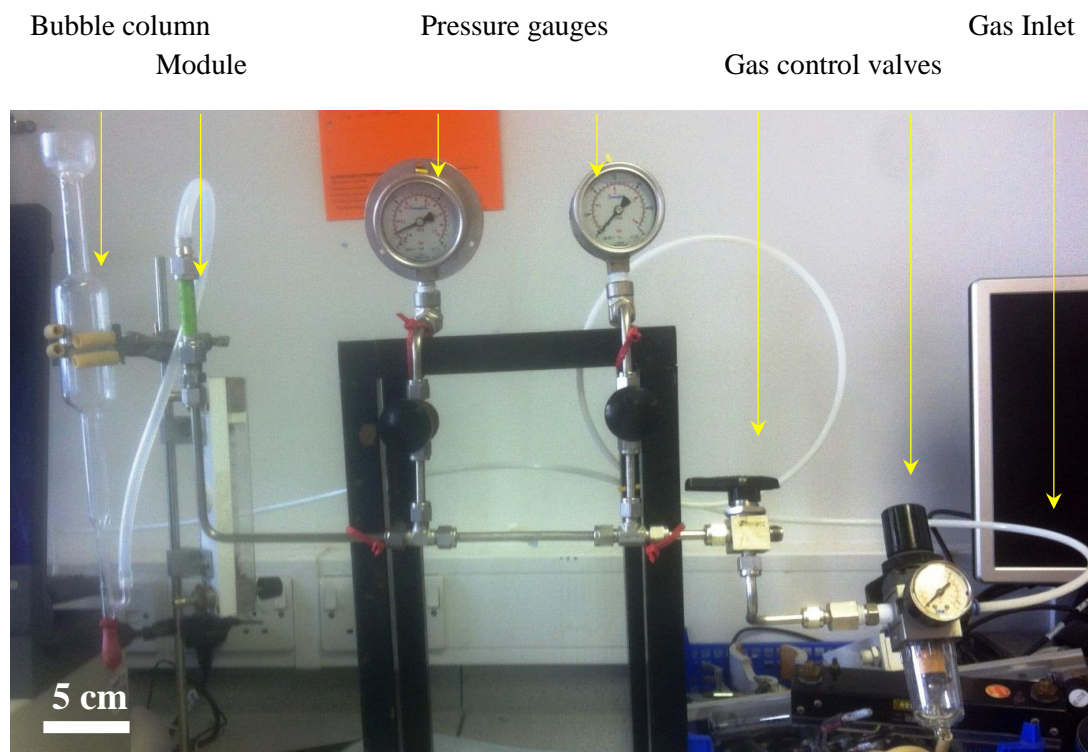 Bubble column
Pressure gauges
Gas Inlet
Module
Gas control valves
5 cm